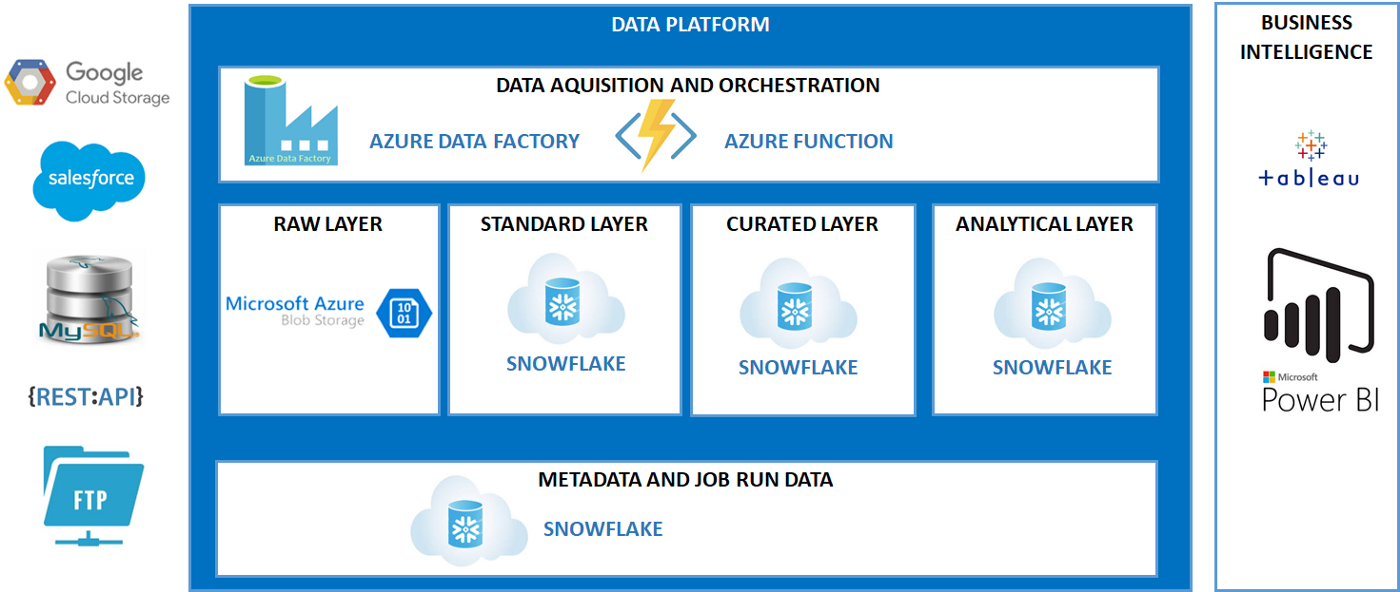 Google
Cloud Storage
salesforce
MySQL
{REST:API}
FTP
DATA PLATFORM
DATA AQUISITION AND ORCHESTRATION
Azure Data Factory
AZURE DATA FACTORY
AZURE FUNCTION
RAW LAYER
Microsoft Azure
Blob Storage
10
01
STANDARD LAYER
SNOWFLAKE
CURATED LAYER
SNOWFLAKE
ANALYTICAL LAYER
SNOWFLAKE
METADATA AND JOB RUN DATA
SNOWFLAKE
BUSINESS
INTELLIGENCE
+ableau
Microsoft
Power BI